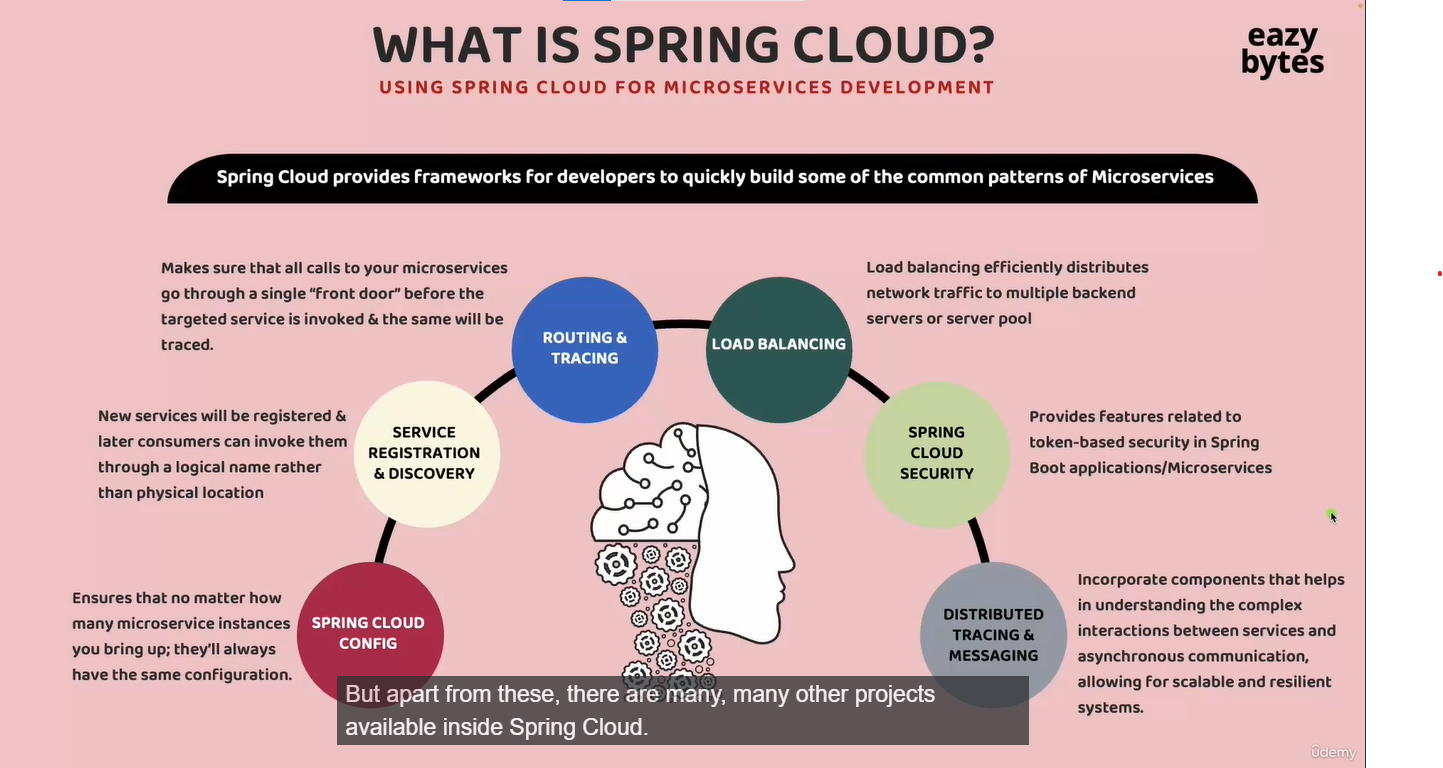 WHAT IS SPRING CLOUD?
USING SPRING CLOUD FOR MICROSERVICES DEVELOPMENT
eazy
bytes
Spring Cloud provides frameworks for developers to quickly build some of the common patterns of Microservices
Makes sure that all calls to your microservices
go through a single “front door” before the
targeted service is invoked & the same will be
traced.
ROUTING &
TRACING
LOAD BALANCING
Load balancing efficiently distributes
network traffic to multiple backend
servers or server pool
New services will be registered &
later consumers can invoke them
through a logical name rather
than physical location
SERVICE
REGISTRATION
& DISCOVERY
SPRING
CLOUD
SECURITY
Provides features related to
token-based security in Spring
Boot applications/Microservices
Ensures that no matter how
many microservice instances
you bring up; they'll always
have the same configuration.
SPRING CLOUD
CONFIG
DISTRIBUTED
TRACING &
MESSAGING
Incorporate components that helps
in understanding the complex
interactions between services and
asynchronous communication,
allowing for scalable and resilient
systems.
But apart from these, there are many, many other projects
available inside Spring Cloud.
ûdemy